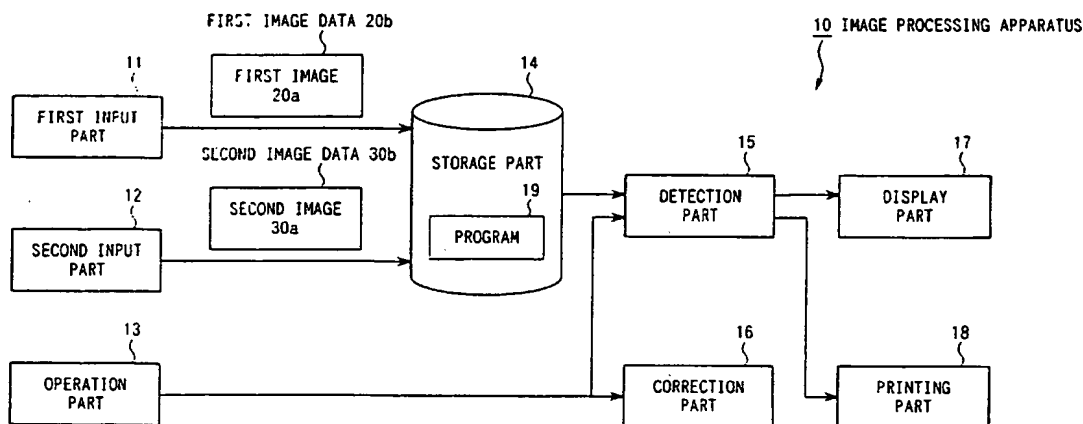 FIRST IMAGE DATA 20b
10 IMAGE PROCESSING APPARATUS
11
FIRST IMAGE
20a
14
FIRST INPUT
PART
SECOND IMAGE DATA 30b
STORAGE PART
15
17
12
SECOND IMAGE
30a
19
PROGRAM
DETECTION
PART
DISPLAY
PART
SECOND INPUT
PART
13
16
18
OPERATION
PART
CORRECTION
PART
PRINTING
PART